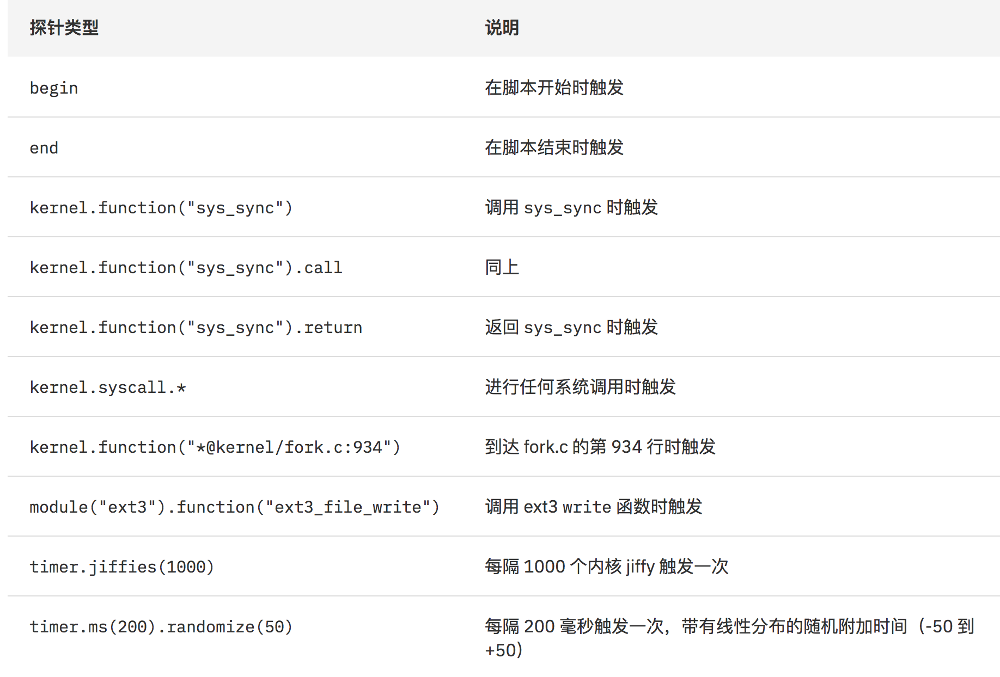 探针类型 说明
begin 在脚本开始时触发
end 在脚本结束时触发
kernel.function("sys_sync") 调用 sys_sync 时触发
kernel.function("sys_sync").call 同上
kernel.function("sys_sync").return 返回 sys_sync 时触发
kernel.syscall.* 进行任何系统调用时触发
kernel.function("*@kernel/fork.c:934") 到达 fork.c 的第 934 行时触发
module("ext3").function("ext3_file_write") 调用 ext3 write 函数时触发
timer.jiffies(1000) 每隔 1000 个内核 jiffy 触发一次
timer.ms(200).randomize(50) 每隔 200 毫秒触发一次，带有线性分布的随机附加时间（-50 到
+50）